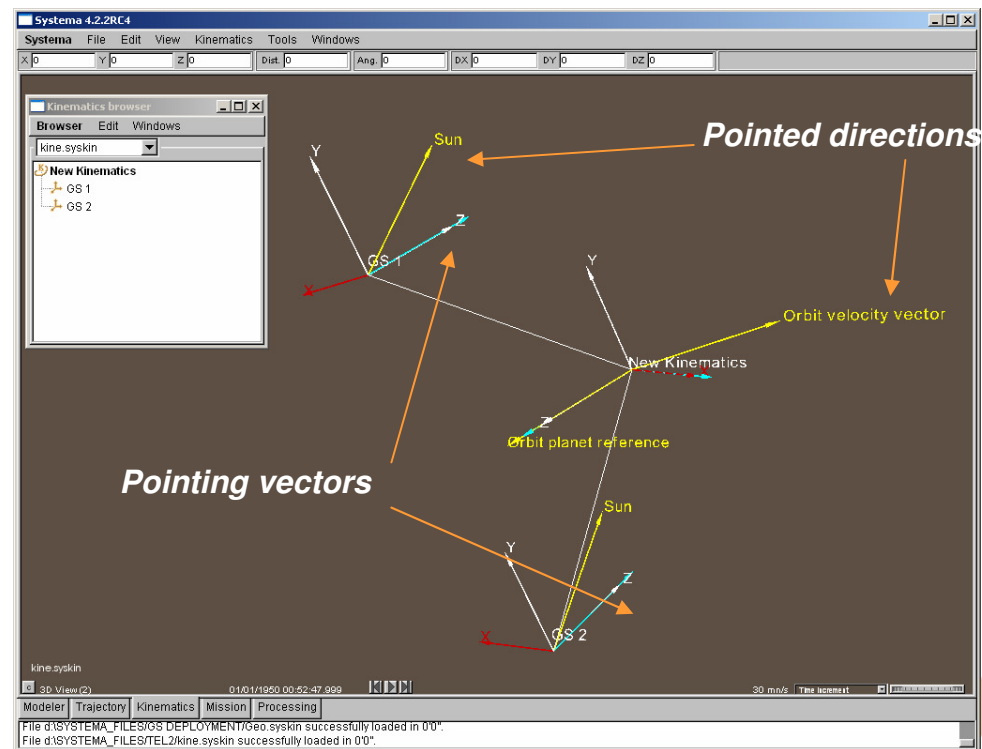 Systema 4.2.2RC4
Systema File Edit View Kinematics Tools Windows
X 0 Y 0 Z 0 Dist. 0 Ang. 0 DX 0 DY 0 DZ 0
Kinematics browser
Browser Edit Windows
kine.syskin
New Kinematics
GS 1
GS 2
Pointed directions
Y
Sun
Z
GS 1
X
Y
Orbit velocity vector
New Kinematics
Z
Orbit planet reference
Pointing vectors
Sun
Y
Z
X
GS 2
kine.syskin
3D View (2) 01/01/1950 00:52:47.999 30 mn/s Time Increment
Modeler Trajectory Kinematics Mission Processing
File d:\SYSTEMA_FILES/GS DEPLOYMENT/Geo.syskin successfully loaded in 0'0".
File d:\SYSTEMA_FILES/TEL2/kine.syskin successfully loaded in 0'0".